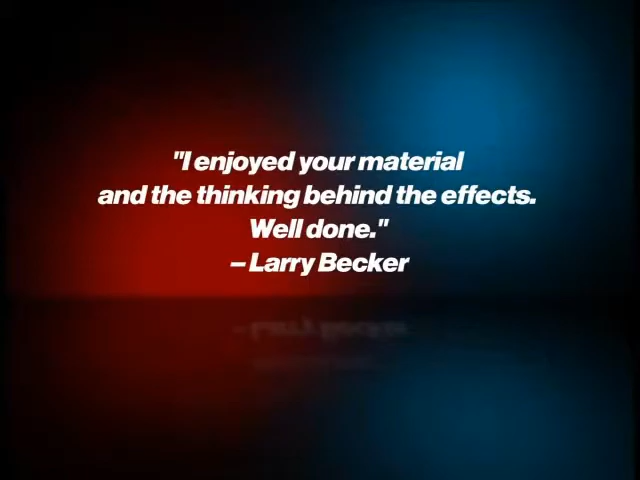 "I enjoyed your material
and the thinking behind the effects.
Well done."
– Larry Becker